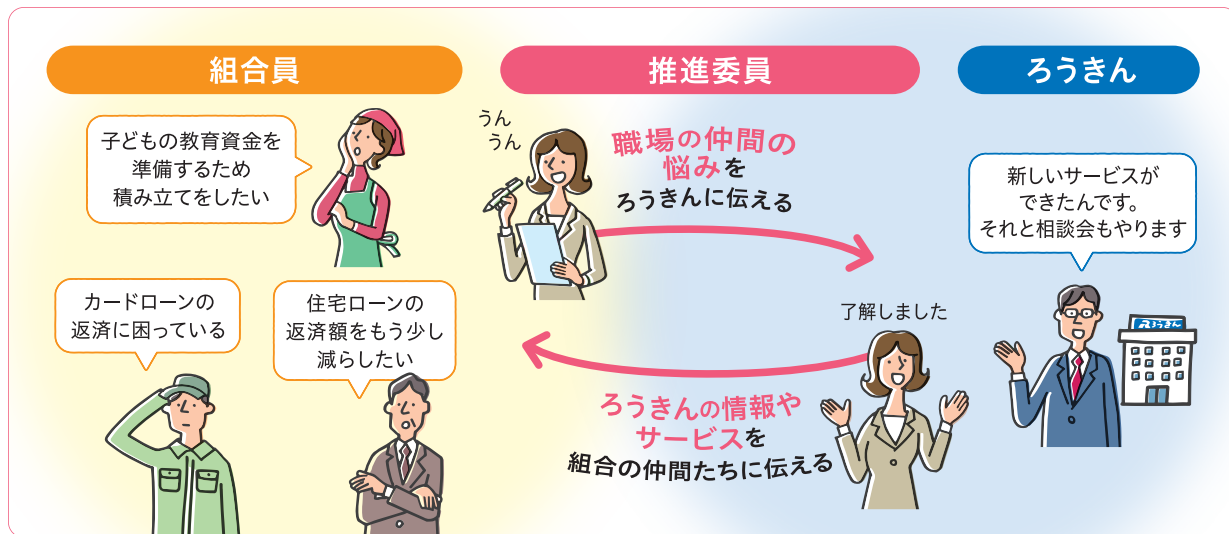 組合員
推進委員
ろうきん
子どもの教育資金を
準備するため
積み立てをしたい
うん
うん
職場の仲間の
悩みを
ろうきんに伝える
新しいサービスが
できたんです。
それと相談会もやります
カードローンの
返済に困っている
住宅ローンの
返済額をもう少し
減らしたい
了解しました
ろうきん
ろうきんの情報や
サービスを
組合の仲間たちに伝える